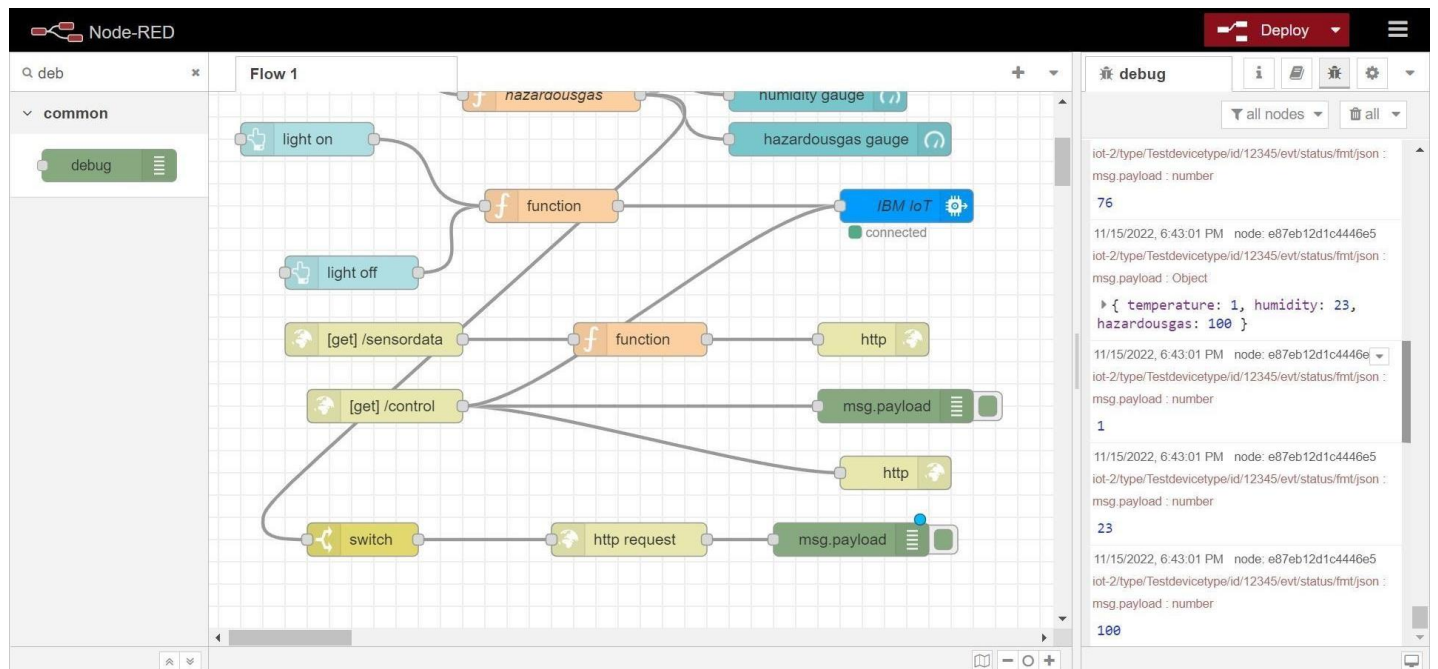 Node-RED
Deploy
deb
Flow 1
debug
common
debug
all nodes
all
hazardousgas
humidity gauge
light on
hazardousgas gauge
function
IBM IoT
connected
light off
[get] /sensordata
function
http
[get] /control
msg.payload
http
switch
http request
msg.payload
iot-2/type/Testdevicetype/id/12345/evt/status/fmt/json :
msg.payload : number
76
11/15/2022, 6:43:01 PM node: e87eb12d1c4446e5
iot-2/type/Testdevicetype/id/12345/evt/status/fmt/json :
msg.payload : Object
{ temperature: 1, humidity: 23,
hazardousgas: 100 }
11/15/2022, 6:43:01 PM node: e87eb12d1c4446e
iot-2/type/Testdevicetype/id/12345/evt/status/fmt/json :
msg.payload : number
1
11/15/2022, 6:43:01 PM node: e87eb12d1c4446e5
iot-2/type/Testdevicetype/id/12345/evt/status/fmt/json :
msg.payload : number
23
11/15/2022, 6:43:01 PM node: e87eb12d1c4446e5
iot-2/type/Testdevicetype/id/12345/evt/status/fmt/json :
msg.payload : number
100